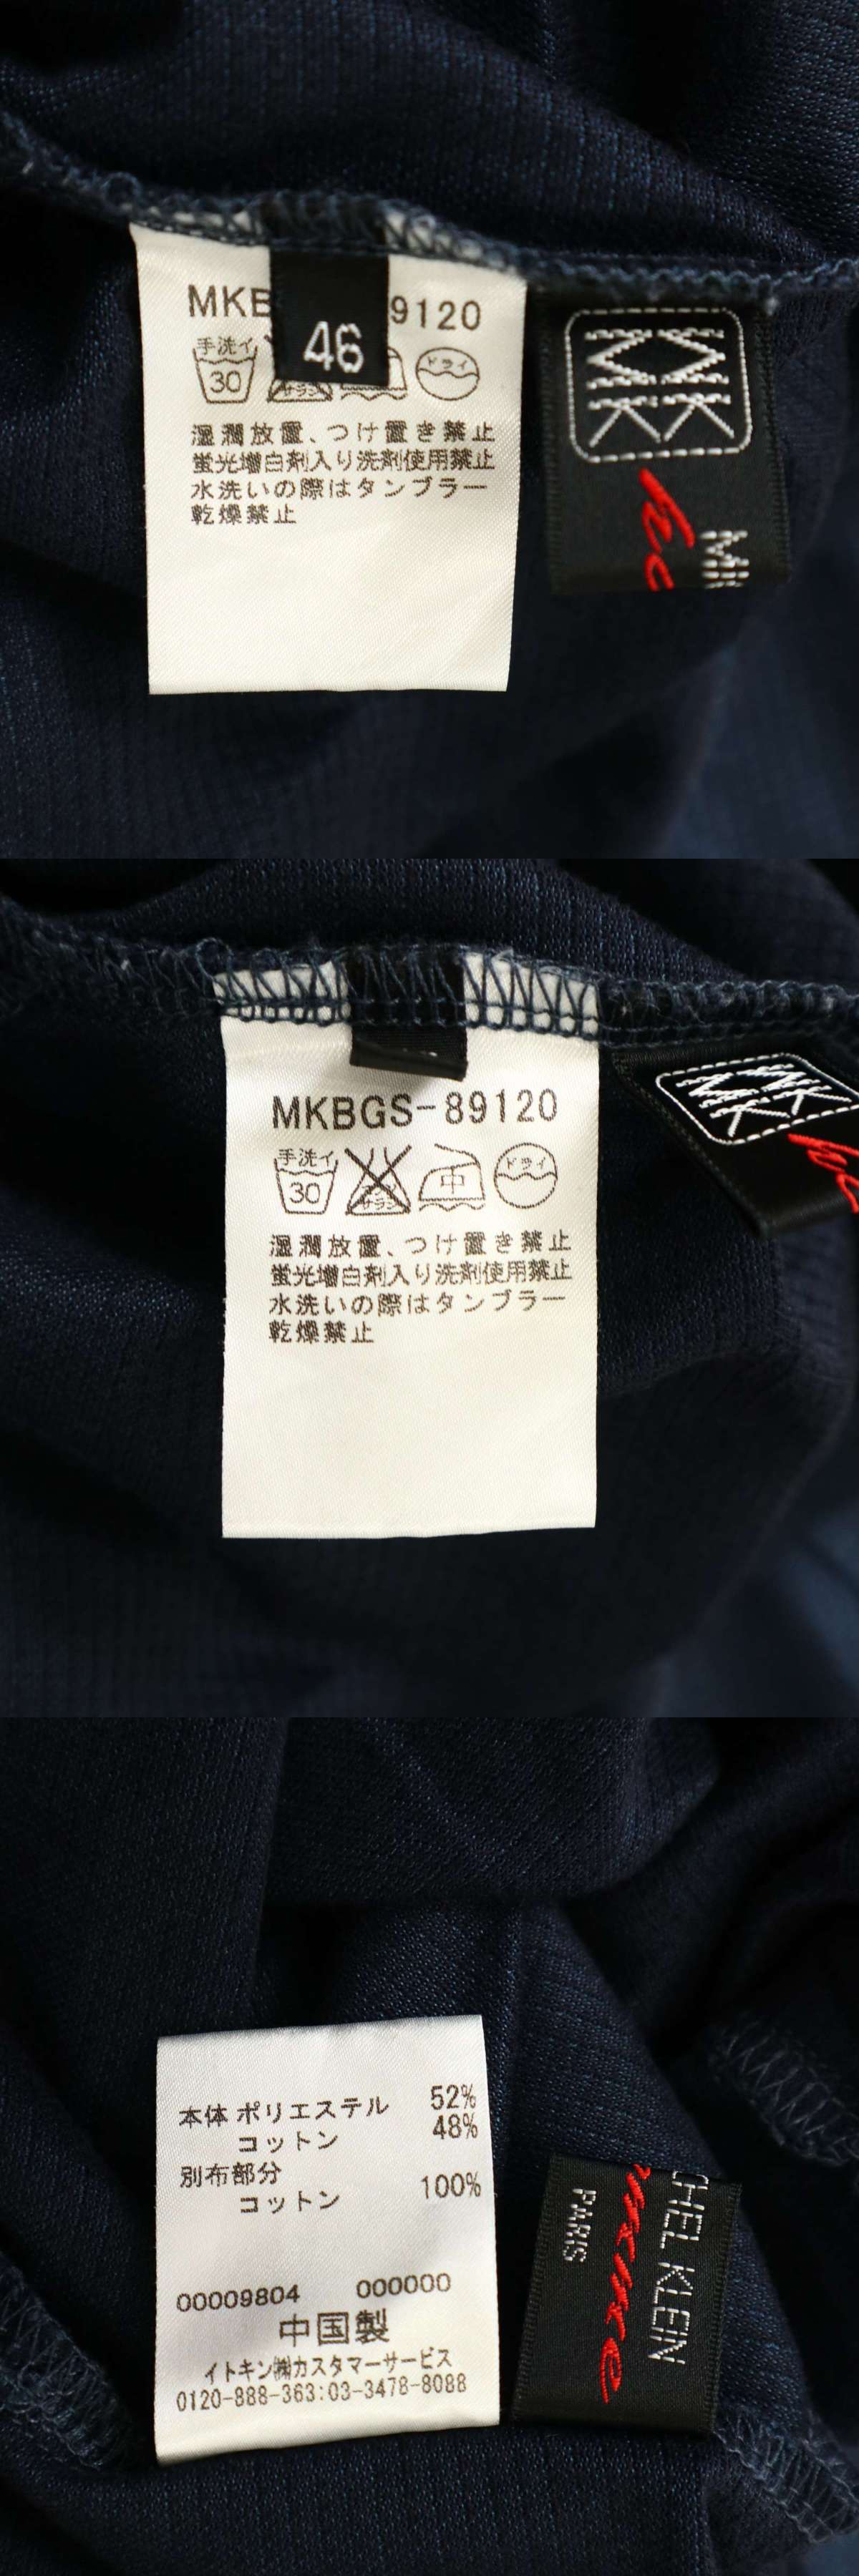 MKB 9120
46
手洗イ
30
ドライ
湿潤放置、つけ置き禁止
蛍光増白剤入り洗剤使用禁止
水洗いの際はタンブラー
乾燥禁止
MK
MK
MKBGS-89120
手洗イ
30
中
ドライ
湿潤放置、つけ置き禁止
蛍光増白剤入り洗剤使用禁止
水洗いの際はタンブラー
乾燥禁止
MK
MK
本体 ポリエステル 52%
コットン 48%
別布部分
コットン 100%
00009804 000000
中国製
イトキン㈱カスタマーサービス
0120-888-363:03-3478-8088
CHEL KLEIN
PARIS